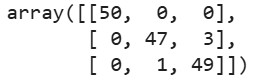 array([[50, 0, 0],
[ 0, 47, 3],
[ 0, 1, 49]])